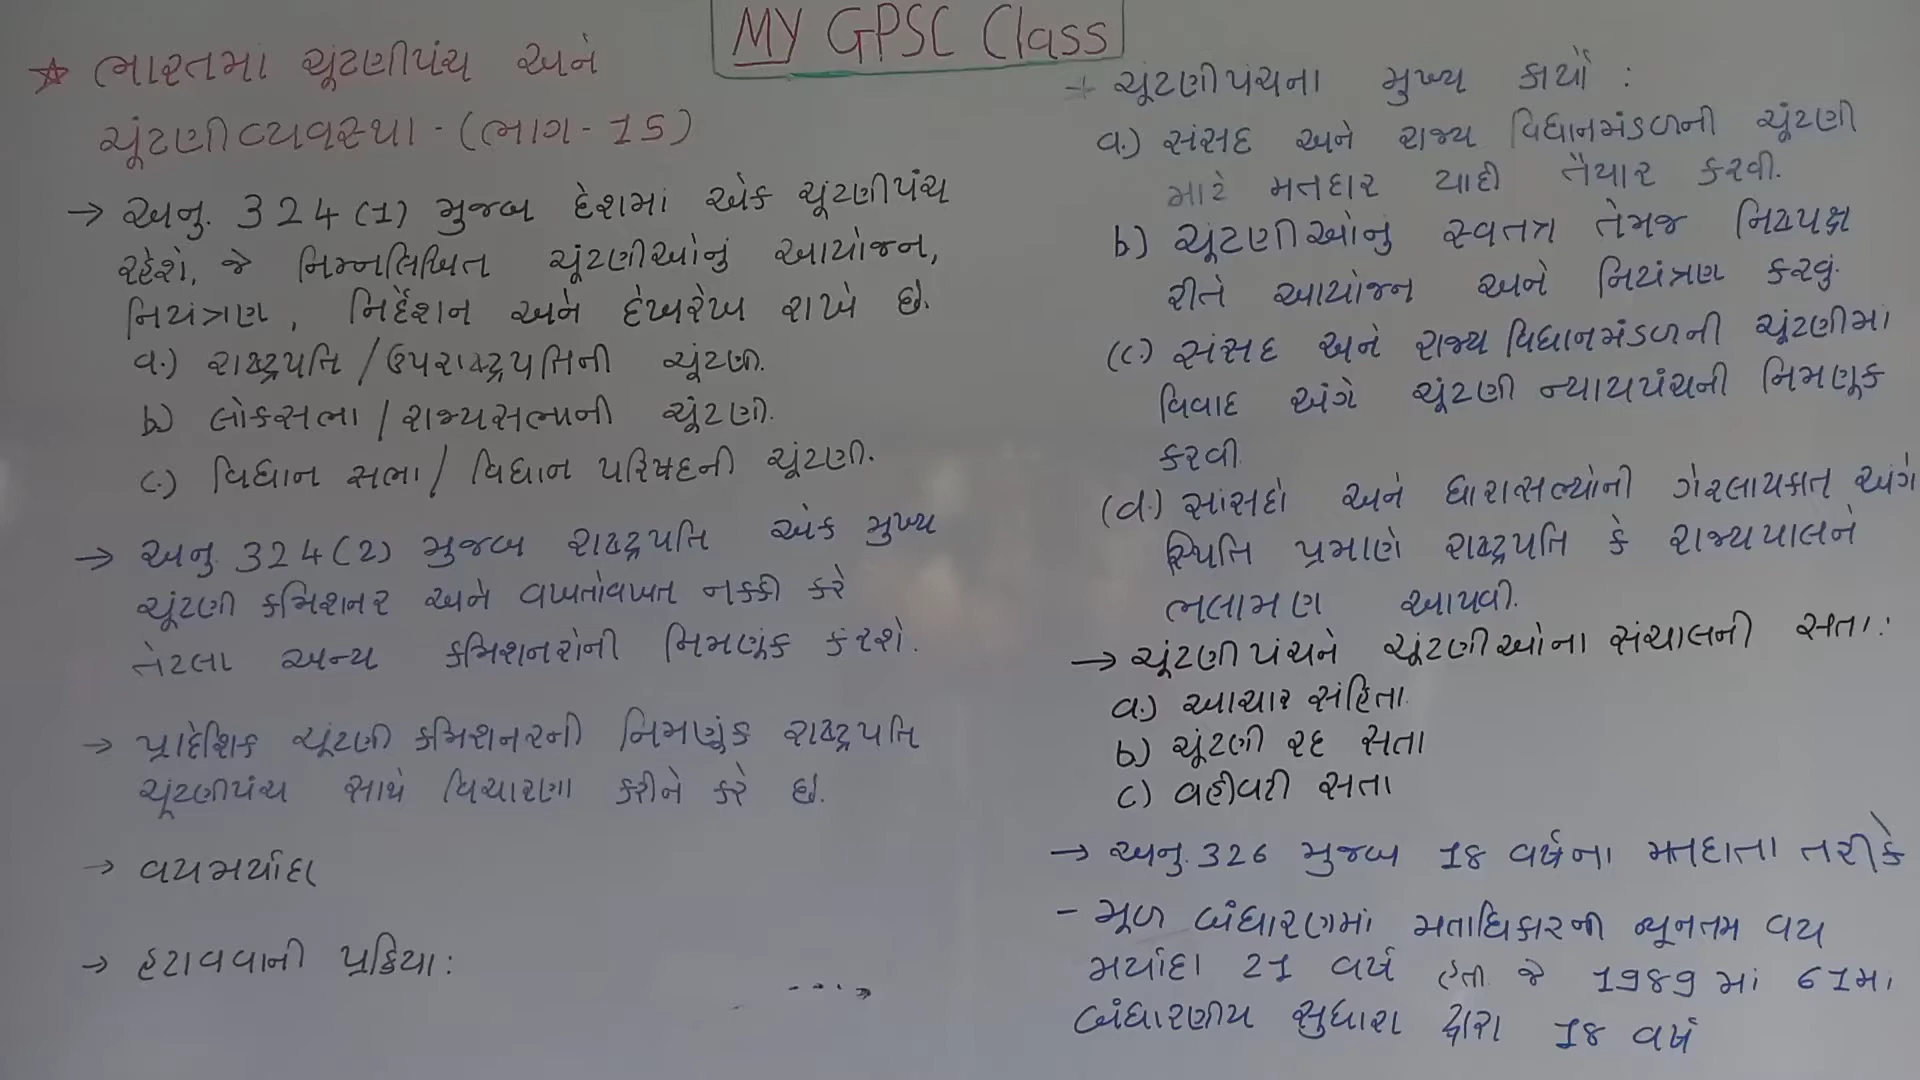 MY GPSC Class
☆ ભારતમાં ચૂંટણીપંચ અને
ચૂંટણીવ્યવસ્થા - (ભાગ - 15)
→ અનુ. 324(1) મુજબ દેશમાં એક ચૂંટણીપંચ
રહેશે, જે નિમ્નલિખિત ચૂંટણીઓનું આયોજન,
નિયંત્રણ, નિર્દેશન અને દેખરેખ રાખે છે.
a.) રાષ્ટ્રપતિ / ઉપરાષ્ટ્રપતિની ચૂંટણી.
b) લોકસભા / રાજ્યસભાની ચૂંટણી.
c.) વિધાન સભા / વિધાન પરિષદની ચૂંટણી.
→ અનુ. 324(2) મુજબ રાષ્ટ્રપતિ એક મુખ્ય
ચૂંટણી કમિશનર અને વખતોવખત નક્કી કરે
તેટલા અન્ય કમિશનરોની નિમણૂંક કરશે.
→ પ્રાદેશિક ચૂંટણી કમિશનરની નિમણુંક રાષ્ટ્રપતિ
ચૂંટણીપંચ સાથે વિચારણા કરીને કરે છે.
→ વયમર્યાદા
→ હટાવવાની પ્રક્રિયા :
----→
+ ચૂંટણીપંચના મુખ્ય કાર્યો :
a.) સંસદ અને રાજ્ય વિધાનમંડળની ચૂંટણી
માટે મતદાર યાદી તૈયાર કરવી.
b) ચૂંટણીઓનું સ્વતત્ર તેમજ નિષ્પક્ષ
રીતે આયોજન અને નિયંત્રણ કરવું.
(c.) સંસદ અને રાજ્ય વિધાનમંડળની ચૂંટણીમાં
વિવાદ અંગે ચૂંટણી ન્યાયપંચની નિમણૂક
કરવી.
(d.) સાંસદો અને ધારાસભ્યોની ગેરલાયકાત અંગે
સ્થિતિ પ્રમાણે રાષ્ટ્રપતિ કે રાજ્યપાલને
ભલામણ આપવી.
→ ચૂંટણીપંચને ચૂંટણીઓના સંચાલનની સતા :
a.) આચાર સંહિતા.
b) ચૂંટણી રદ સતા
c) વહીવટી સતા
→ અનુ. 326 મુજબ 18 વર્ષના મતદાતા તરીકે
- મૂળ બંધારણમાં મતાધિકારની ન્યૂનતમ વય
મર્યાદા 21 વર્ષ હતી. જે 1989 માં 61માં
બંધારણીય સુધારા દ્વારા 18 વર્ષ